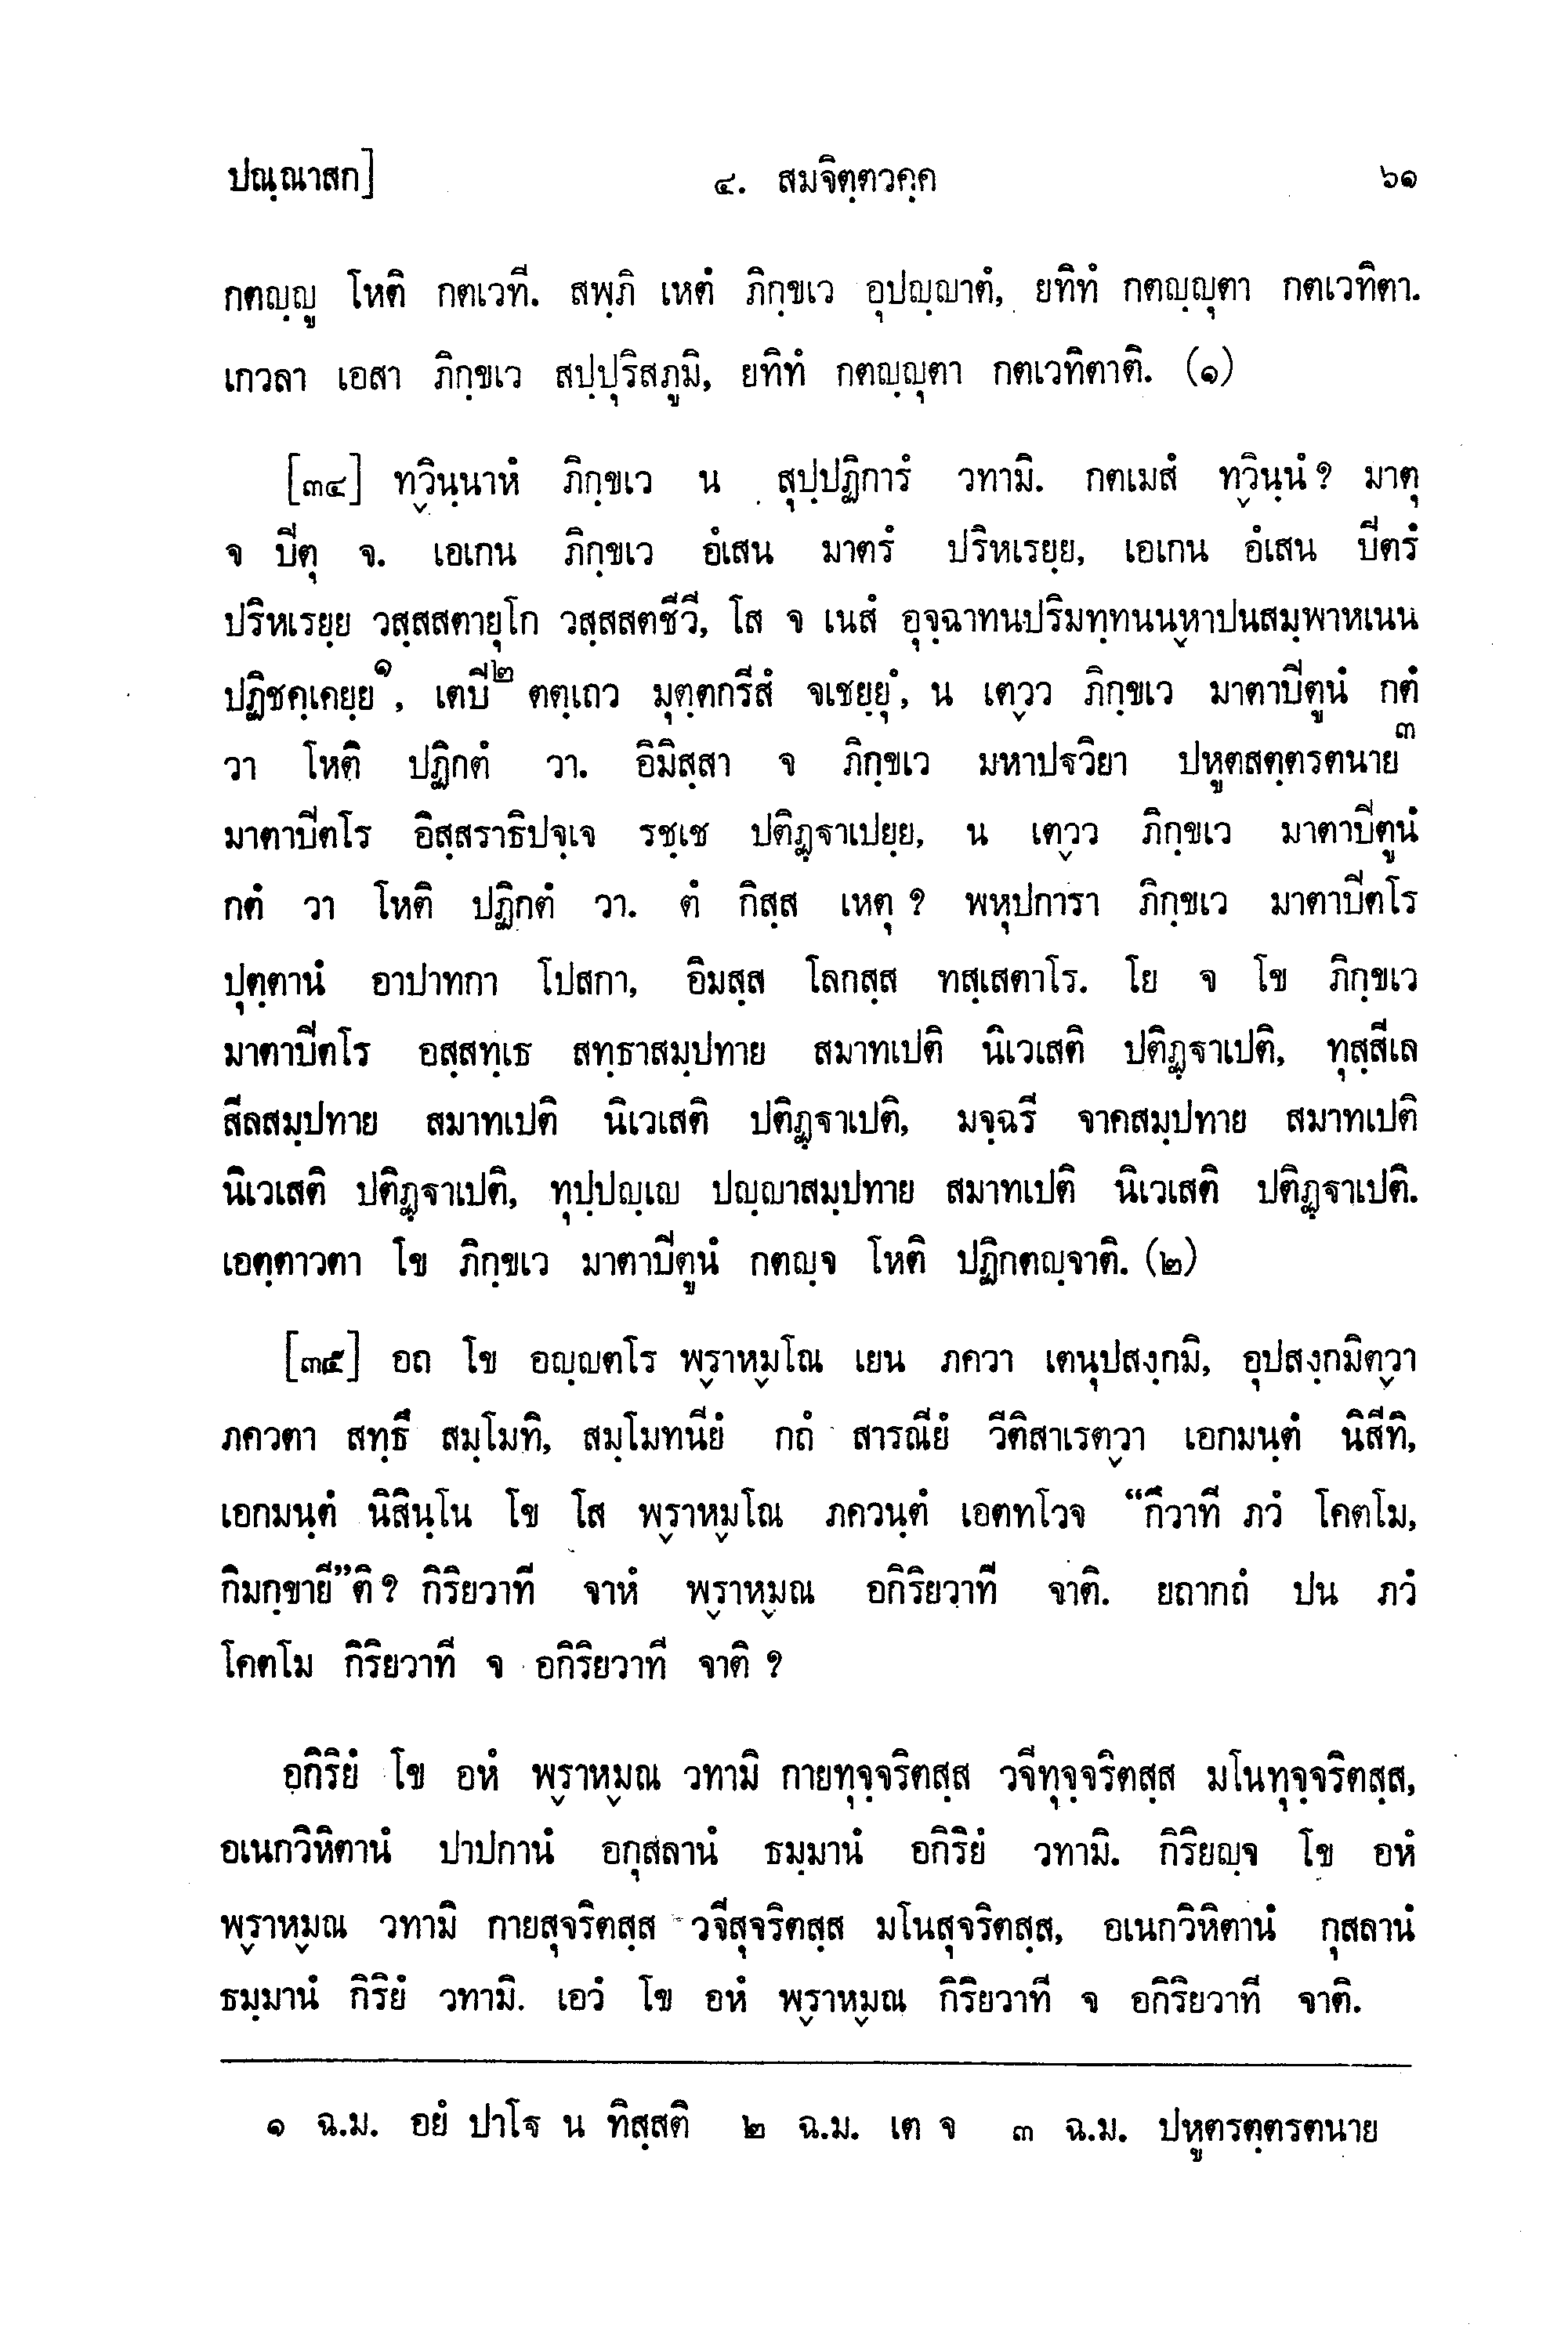 ปณฺณาสก] ๔. สมจิตฺตวคฺค ๖๑
กตญฺญู โหติ กตเวที. สพฺภิ เหตํ ภิกฺขเว อุปญฺญาตํ, ยทิทํ กตญฺญุตา กตเวทิตา.
เกวลา เอสา ภิกฺขเว สปฺปุริสภูมิ, ยทิทํ กตญฺญุตา กตเวทิตาติ. (๑)
[๓๔] ทฺวินฺนาหํ ภิกฺขเว น สุปฺปฏิการํ วทามิ. กตเมสํ ทฺวินฺนํ? มาตุ
จ ปีตุ จ. เอเกน ภิกฺขเว อํเสน มาตรํ ปริหเรยฺย, เอเกน อํเสน ปีตรํ
ปริหเรยฺย วสฺสสตายุโก วสฺสสตชีวี, โส จ เนสํ อุจฺฉาทนปริมทฺทนนฺหาปนสมฺพาหเนน
ปฏิชคฺเคยฺย๑, เตปี๒ ตตฺเถว มุตฺตกรีสํ จเชยฺยุํ, น เตฺวว ภิกฺขเว มาตาปีตูนํ กตํ
วา โหติ ปฏิกตํ วา. อิมิสฺสา จ ภิกฺขเว มหาปฐวิยา ปหูตสตฺตรตนาย๓
มาตาปีตโร อิสฺสราธิปจฺเจ รชฺเช ปติฏฺฐาเปยฺย, น เตฺวว ภิกฺขเว มาตาปีตูนํ
กตํ วา โหติ ปฏิกตํ วา. ตํ กิสฺส เหตุ? พหุปการา ภิกฺขเว มาตาปีตโร
ปุตฺตานํ อาปาทกา โปสกา, อิมสฺส โลกสฺส ทสฺเสตาโร. โย จ โข ภิกฺขเว
มาตาปีตโร อสฺสทฺเธ สทฺธาสมฺปทาย สมาทเปติ นิเวเสติ ปติฏฺฐาเปติ, ทุสฺสีเล
สีลสมฺปทาย สมาทเปติ นิเวเสติ ปติฏฺฐาเปติ, มจฺฉรี จาคสมฺปทาย สมาทเปติ
นิเวเสติ ปติฏฺฐาเปติ, ทุปฺปญฺเญ ปญฺญาสมฺปทาย สมาทเปติ นิเวเสติ ปติฏฺฐาเปติ.
เอตฺตาวตา โข ภิกฺขเว มาตาปีตูนํ กตญฺจ โหติ ปฏิกตญฺจาติ. (๒)
[๓๕] อถ โข อญฺญตโร พฺราหฺมโณ เยน ภควา เตนุปสงฺกมิ, อุปสงฺกมิตฺวา
ภควตา สทฺธึ สมฺโมทิ, สมฺโมทนียํ กถํ สารณียํ วีติสาเรตฺวา เอกมนฺตํ นิสีทิ,
เอกมนฺตํ นิสินฺโน โข โส พฺราหฺมโณ ภควนฺตํ เอตทโวจ “กึวาที ภวํ โคตโม,
กิมกฺขายี”ติ? กิริยวาที จาหํ พฺราหฺมณ อกิริยวาที จาติ. ยถากถํ ปน ภวํ
โคตโม กิริยวาที จ อกิริยวาที จาติ?
อกิริยํ โข อหํ พฺราหฺมณ วทามิ กายทุจฺจริตสฺส วจีทุจฺจริตสฺส มโนทุจฺจริตสฺส,
อเนกวิหิตานํ ปาปกานํ อกุสลานํ ธมฺมานํ อกิริยํ วทามิ. กิริยญฺจ โข อหํ
พฺราหฺมณ วทามิ กายสุจริตสฺส วจีสุจริตสฺส มโนสุจริตสฺส, อเนกวิหิตานํ กุสลานํ
ธมฺมานํ กิริยํ วทามิ. เอวํ โข อหํ พฺราหฺมณ กิริยวาที จ อกิริยวาที จาติ.
๑ ฉ.ม. อยํ ปาโฐ น ทิสฺสติ ๒ ฉ.ม. เต จ ๓ ฉ.ม. ปหูตรตฺตรตนาย